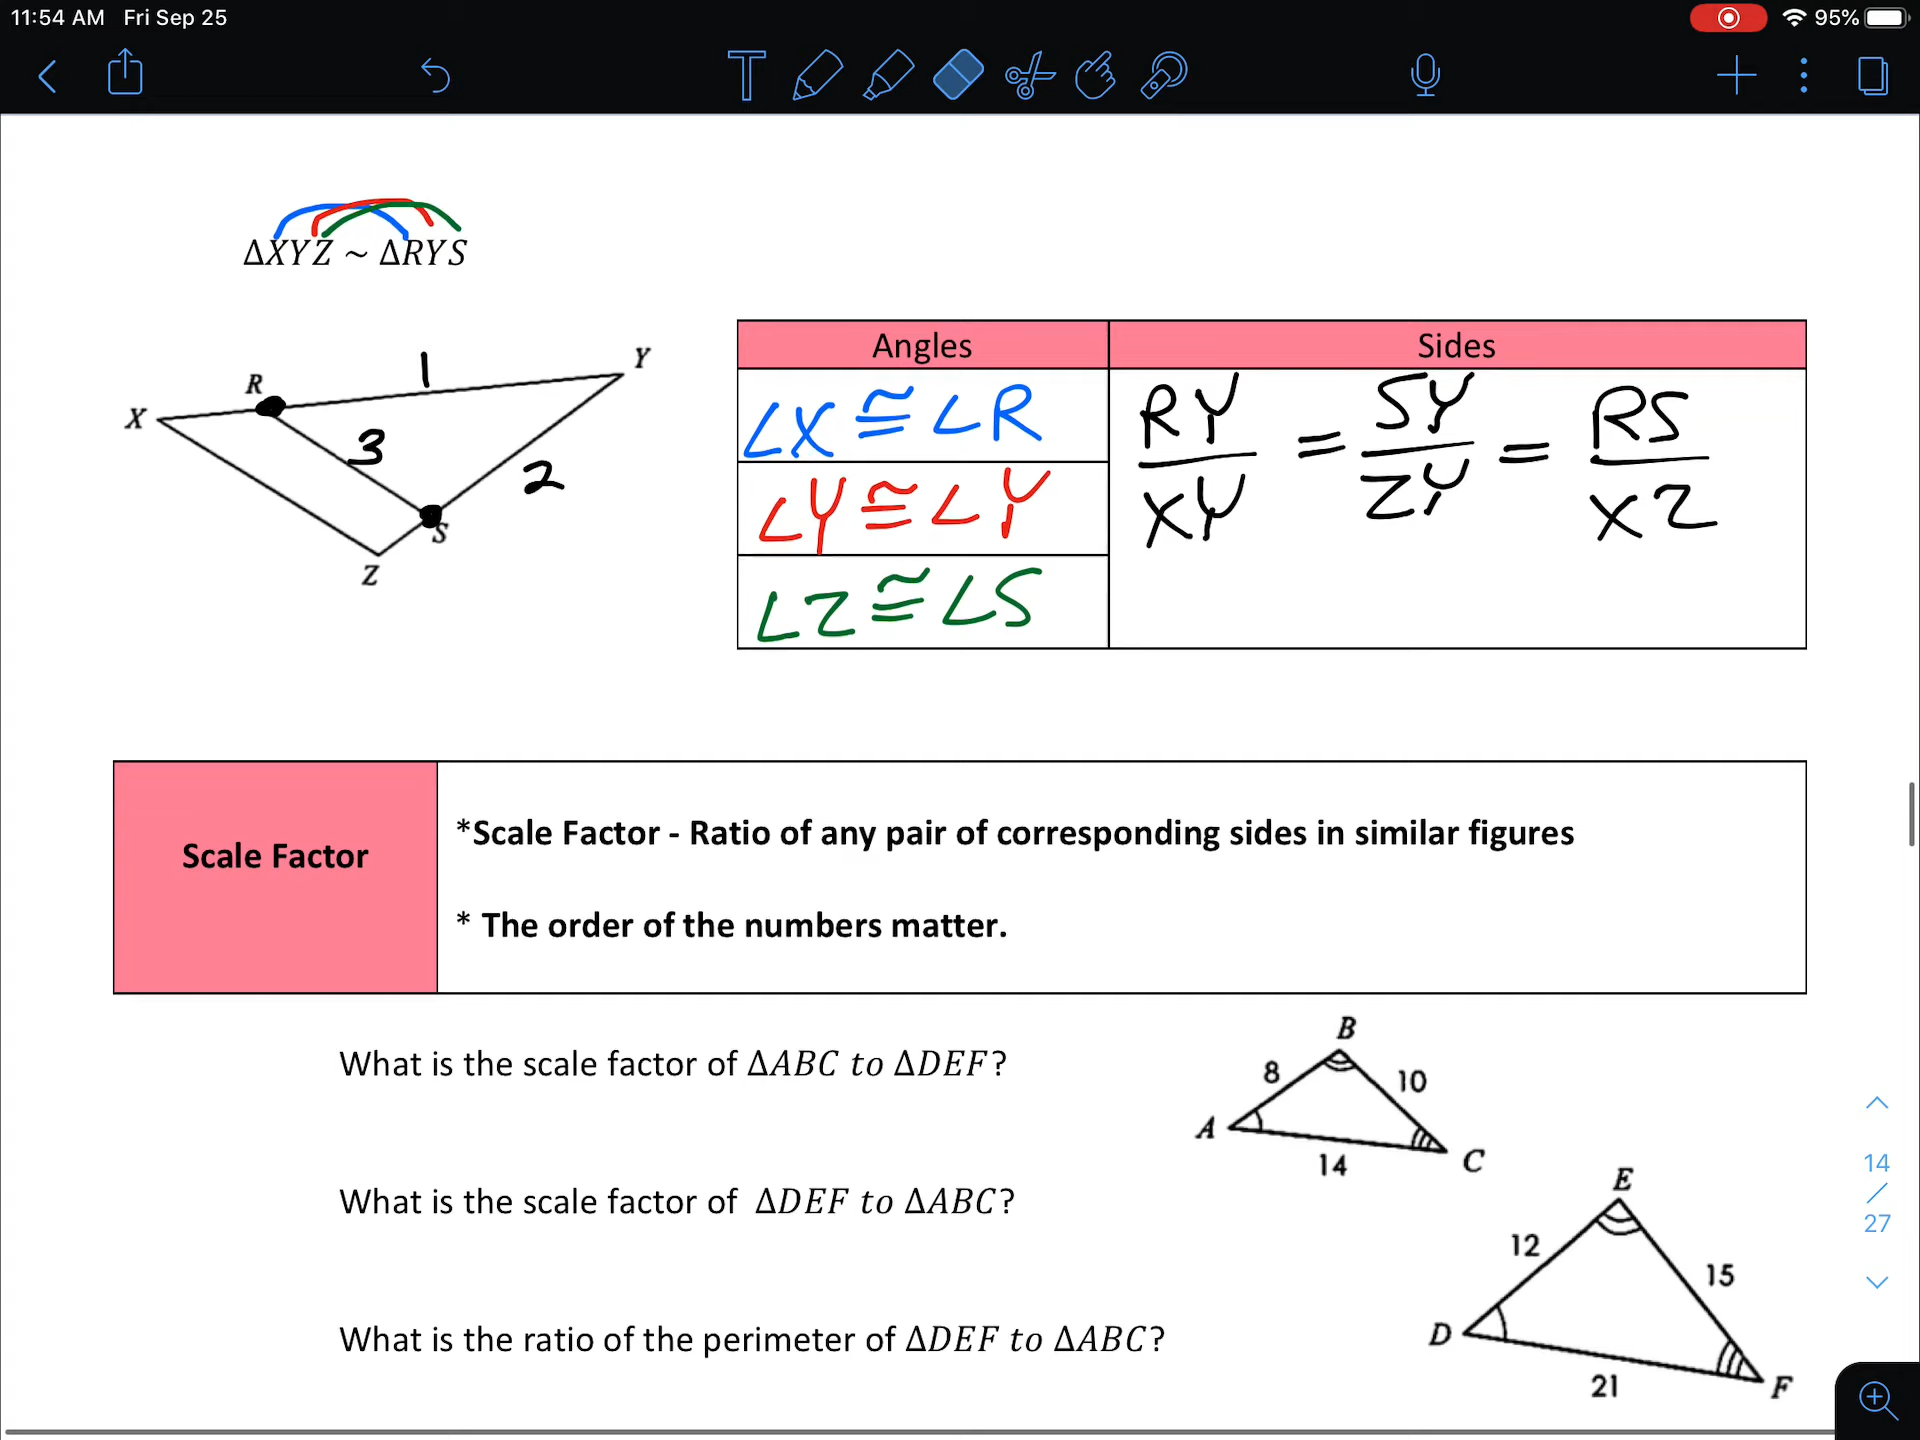 11:54 AM Fri Sep 25
95%
ΔXYZ ~ ΔRYS
X
R
1
Y
3
2
S
Z
Angles
Sides
∠X ≅ ∠R
∠Y ≅ ∠Y
∠Z ≅ ∠S
RY/XY = SY/ZY = RS/XZ
Scale Factor
*Scale Factor - Ratio of any pair of corresponding sides in similar figures
* The order of the numbers matter.
What is the scale factor of ΔABC to ΔDEF?
What is the scale factor of ΔDEF to ΔABC?
What is the ratio of the perimeter of ΔDEF to ΔABC?
B
8
10
A
14
C
E
12
15
D
21
F
14
/
27